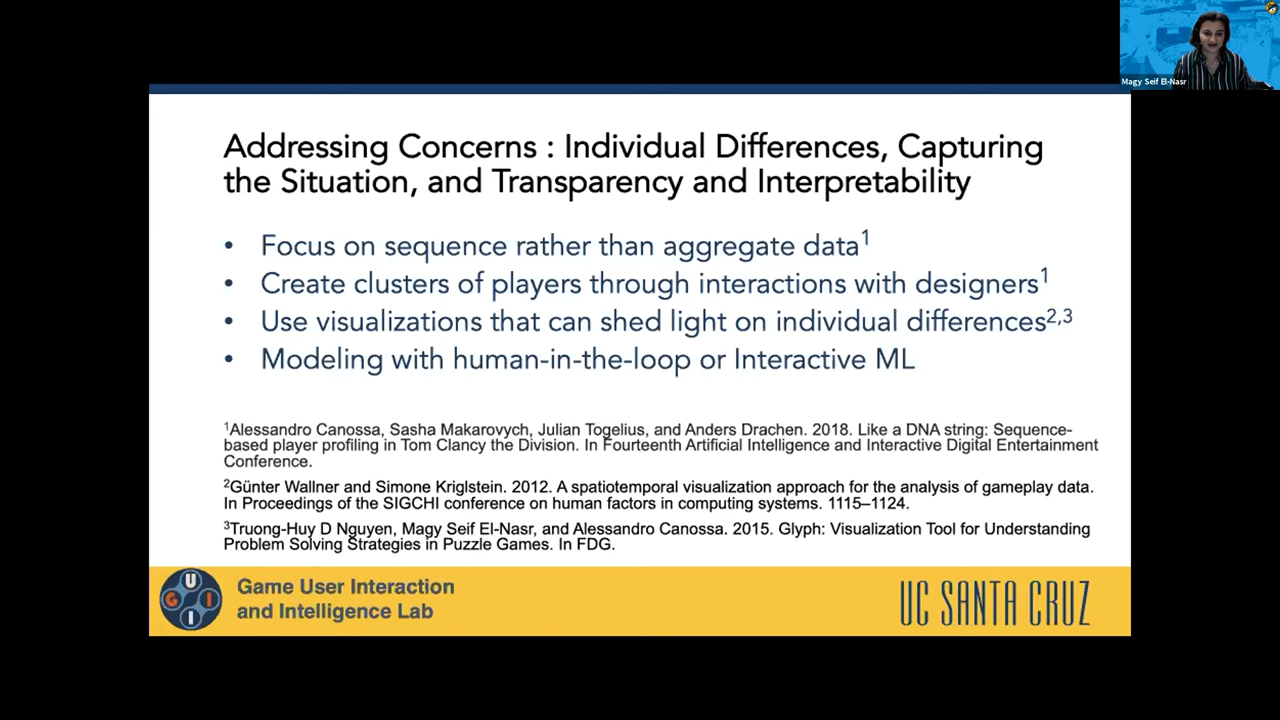 Magy Seif El-Nasr
Addressing Concerns : Individual Differences, Capturing
the Situation, and Transparency and Interpretability
• Focus on sequence rather than aggregate data1
• Create clusters of players through interactions with designers1
• Use visualizations that can shed light on individual differences2,3
• Modeling with human-in-the-loop or Interactive ML
1Alessandro Canossa, Sasha Makarovych, Julian Togelius, and Anders Drachen. 2018. Like a DNA string: Sequence-
based player profiling in Tom Clancy the Division. In Fourteenth Artificial Intelligence and Interactive Digital Entertainment
Conference.
2Günter Wallner and Simone Kriglstein. 2012. A spatiotemporal visualization approach for the analysis of gameplay data.
In Proceedings of the SIGCHI conference on human factors in computing systems. 1115–1124.
3Truong-Huy D Nguyen, Magy Seif El-Nasr, and Alessandro Canossa. 2015. Glyph: Visualization Tool for Understanding
Problem Solving Strategies in Puzzle Games. In FDG.
U
G I
I
Game User Interaction
and Intelligence Lab
UC SANTA CRUZ